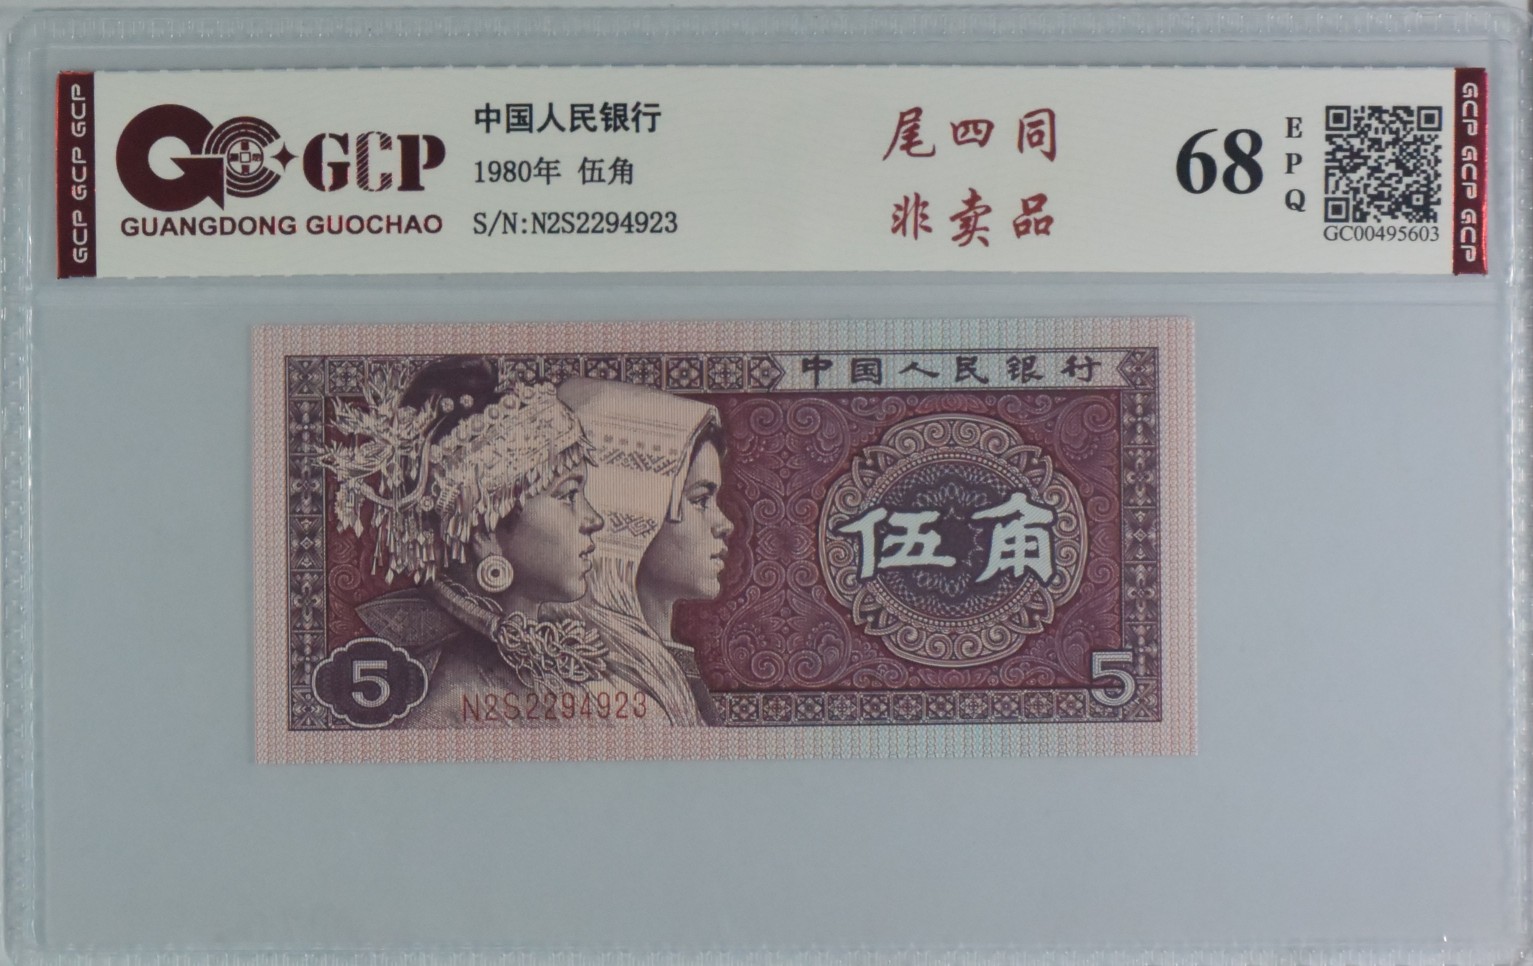 GCP GCP GCP
GCP
GUANGDONG GUOCHAO
中国人民银行
1980年 伍角
S/N:N2S2294923
尾四同
非卖品
68
EPQ
GC00495603
GCP GCP GCP
中国人民银行
伍角
5
N2S2294923
5